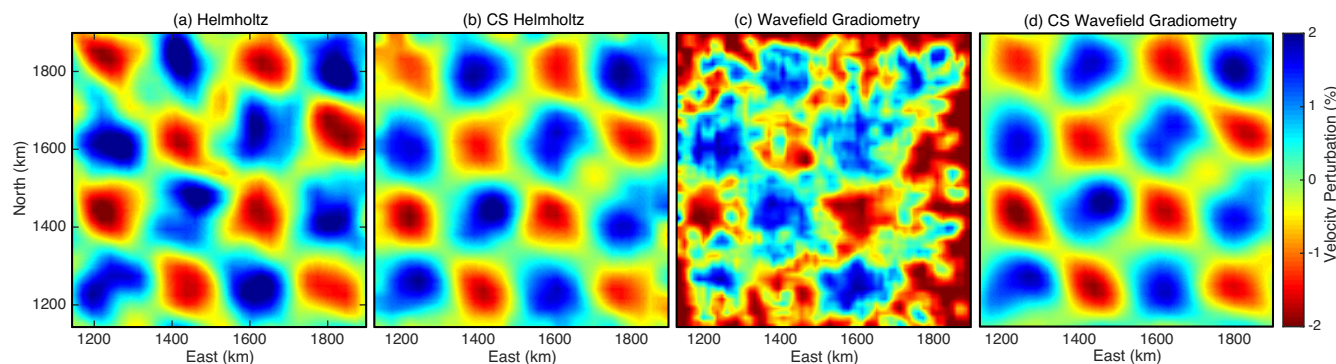 (a) Helmholtz
(b) CS Helmholtz
(c) Wavefield Gradiometry
(d) CS Wavefield Gradiometry
North (km)
1800
1600
1400
1200
1200 1400 1600 1800
1200 1400 1600 1800
1200 1400 1600 1800
1200 1400 1600 1800
East (km)
East (km)
East (km)
East (km)
2
1
0
-1
-2
Velocity Perturbation (%)